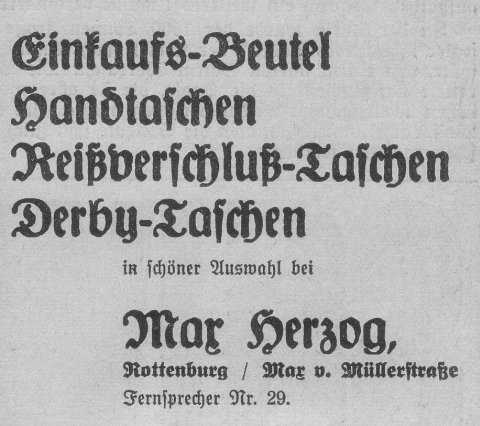 Einkaufs-Beutel
Handtaschen
Reißverschluß-Taschen
Derby-Taschen
in schöner Auswahl bei
Max Herzog,
Rottenburg / Max v. Müllerstraße
Fernsprecher Nr. 29.